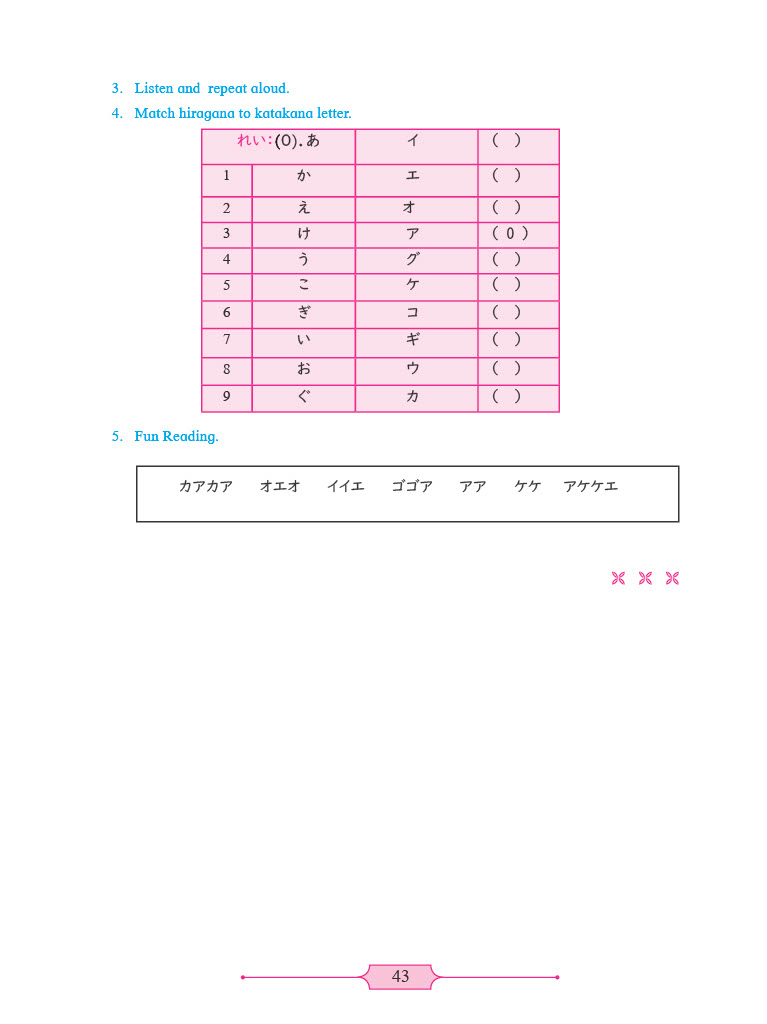 3. Listen and repeat aloud.
4. Match hiragana to katakana letter.
れい:(0).あ イ ( )
1 か エ ( )
2 え オ ( )
3 け ア ( 0 )
4 う グ ( )
5 こ ケ ( )
6 ぎ コ ( )
7 い ギ ( )
8 お ウ ( )
9 ぐ カ ( )
5. Fun Reading.
カアカア オエオ イイエ ゴゴア アア ケケ アケケエ
43